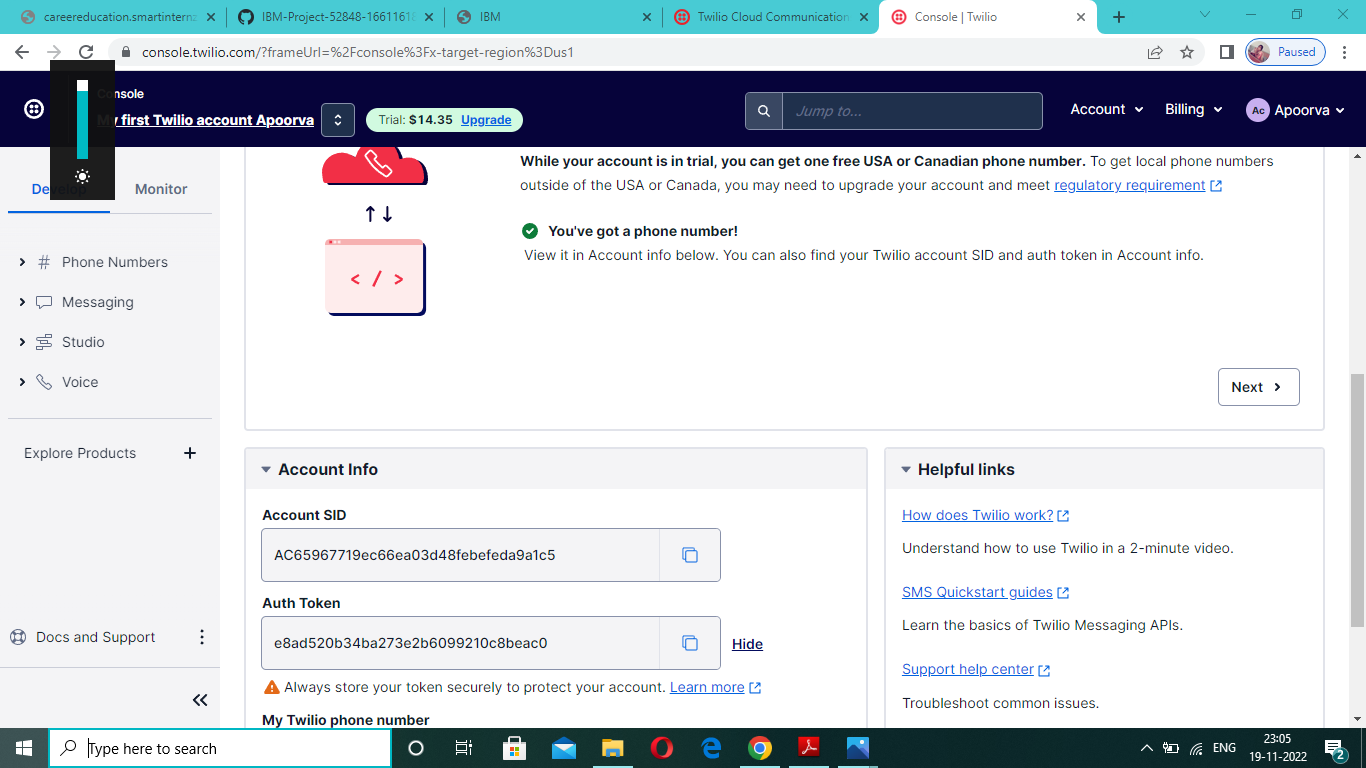 careereducation.smartintern
IBM-Project-52848-1661161
IBM
Twilio Cloud Communication
Console | Twilio
console.twilio.com/?frameUrl=%2Fconsole%3Fx-target-region%3Dus1
Paused
Console
My first Twilio account Apoorva
Trial: $14.35 Upgrade
Jump to...
Account
Billing
Ac
Apoorva
Develop
Monitor
Phone Numbers
Messaging
Studio
Voice
Explore Products
Docs and Support
While your account is in trial, you can get one free USA or Canadian phone number. To get local phone numbers
outside of the USA or Canada, you may need to upgrade your account and meet regulatory requirement
You've got a phone number!
View it in Account info below. You can also find your Twilio account SID and auth token in Account info.
< / >
Next
Account Info
Account SID
AC65967719ec66ea03d48febefeda9a1c5
Auth Token
e8ad520b34ba273e2b6099210c8beac0
Hide
Always store your token securely to protect your account. Learn more
My Twilio phone number
Helpful links
How does Twilio work?
Understand how to use Twilio in a 2-minute video.
SMS Quickstart guides
Learn the basics of Twilio Messaging APIs.
Support help center
Troubleshoot common issues.
Type here to search
ENG
23:05
19-11-2022
2